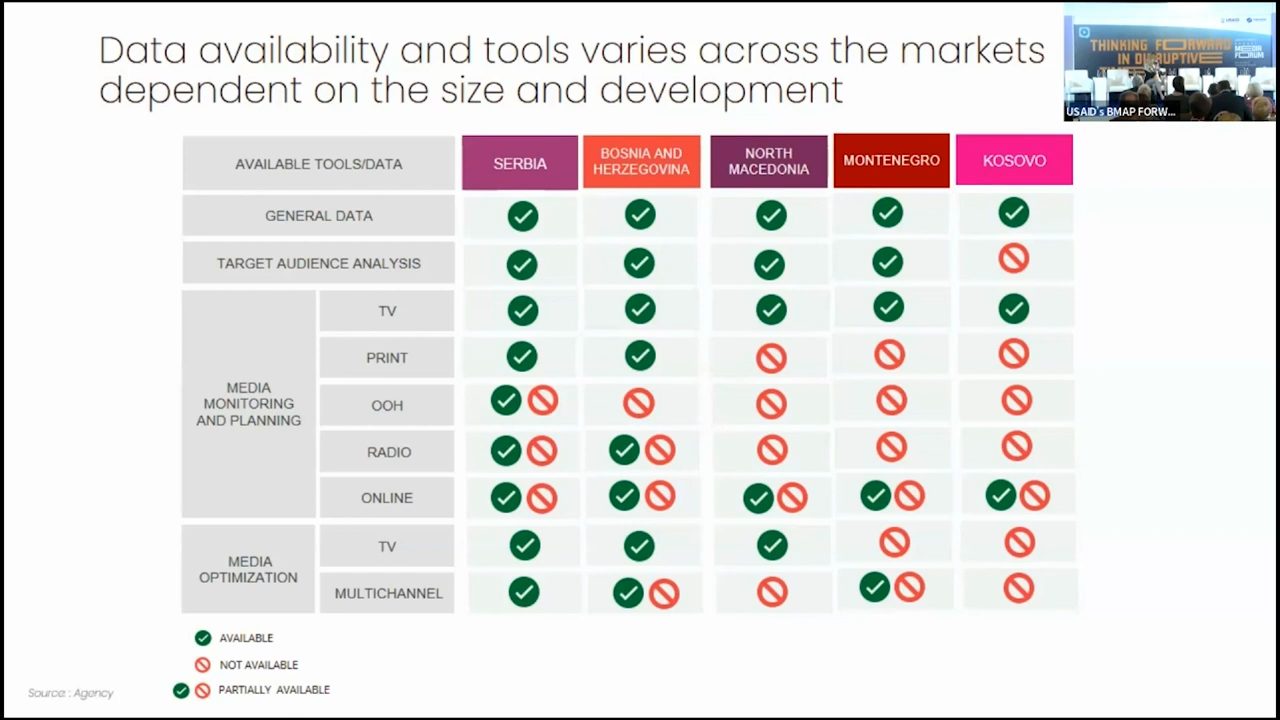 Data availability and tools varies across the markets
dependent on the size and development
THINKING FORWARD
IN DISRUPTIVE
MEDIA
FORUM
USAID's BMAP FORW...
AVAILABLE TOOLS/DATA
SERBIA
BOSNIA AND
HERZEGOVINA
NORTH
MACEDONIA
MONTENEGRO
KOSOVO
GENERAL DATA
TARGET AUDIENCE ANALYSIS
MEDIA
MONITORING
AND PLANNING
TV
PRINT
OOH
RADIO
ONLINE
MEDIA
OPTIMIZATION
TV
MULTICHANNEL
AVAILABLE
NOT AVAILABLE
PARTIALLY AVAILABLE
Source: : Agency